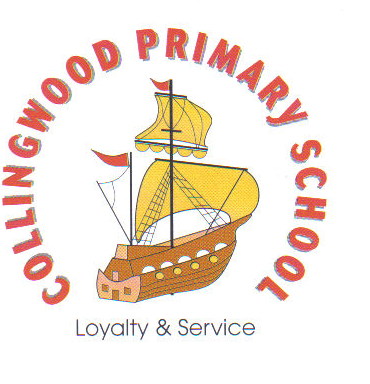 COLLINGWOOD PRIMARY SCHOOL
Loyalty & Service